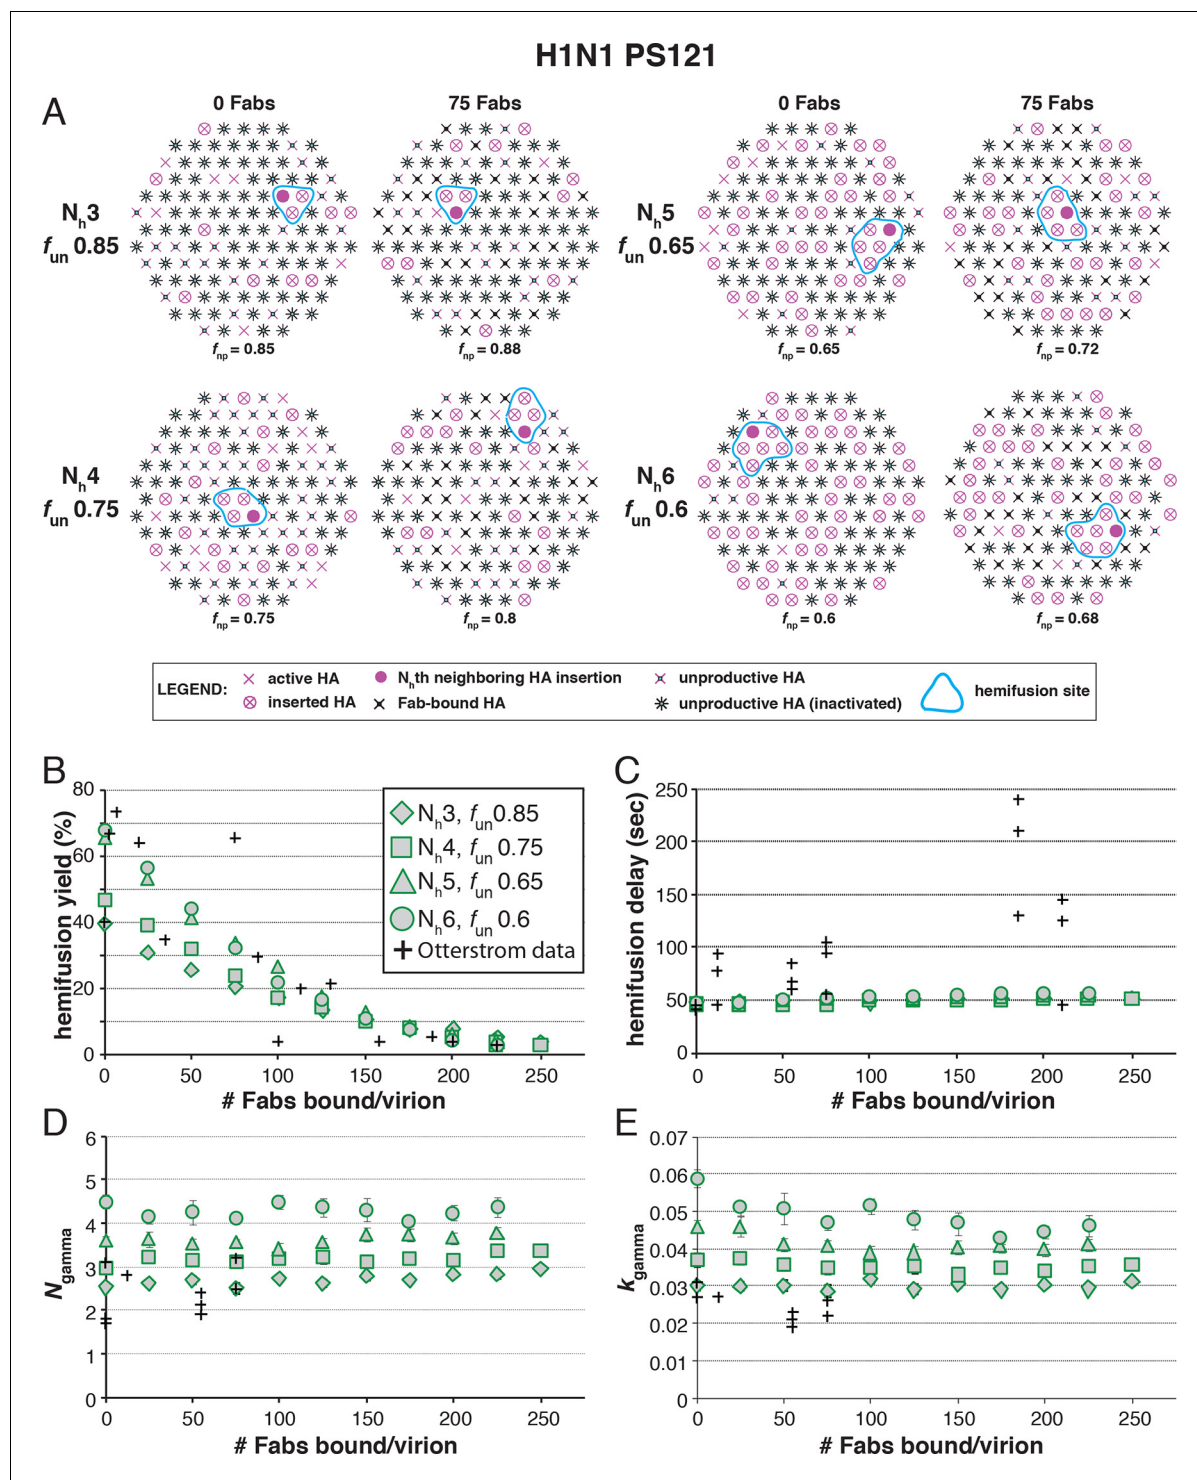 H1N1 PS121
A
0 Fabs 75 Fabs 0 Fabs 75 Fabs
Nh3
fun 0.85
Nh5
fun 0.65
fnp = 0.85 fnp = 0.88 fnp = 0.65 fnp = 0.72
Nh4
fun 0.75
Nh6
fun 0.6
fnp = 0.75 fnp = 0.8 fnp = 0.6 fnp = 0.68
LEGEND:
active HA
Nhth neighboring HA insertion
unproductive HA
inserted HA
Fab-bound HA
unproductive HA (inactivated)
hemifusion site
B
hemifusion yield (%)
80
60
40
20
0
0 50 100 150 200 250
# Fabs bound/virion
Nh3, fun 0.85
Nh4, fun 0.75
Nh5, fun 0.65
Nh6, fun 0.6
Otterstrom data
C
hemifusion delay (sec)
250
200
150
100
50
0
0 50 100 150 200 250
# Fabs bound/virion
D
Ngamma
6
5
4
3
2
1
0
0 50 100 150 200 250
# Fabs bound/virion
E
kgamma
0.07
0.06
0.05
0.04
0.03
0.02
0.01
0
0 50 100 150 200 250
# Fabs bound/virion